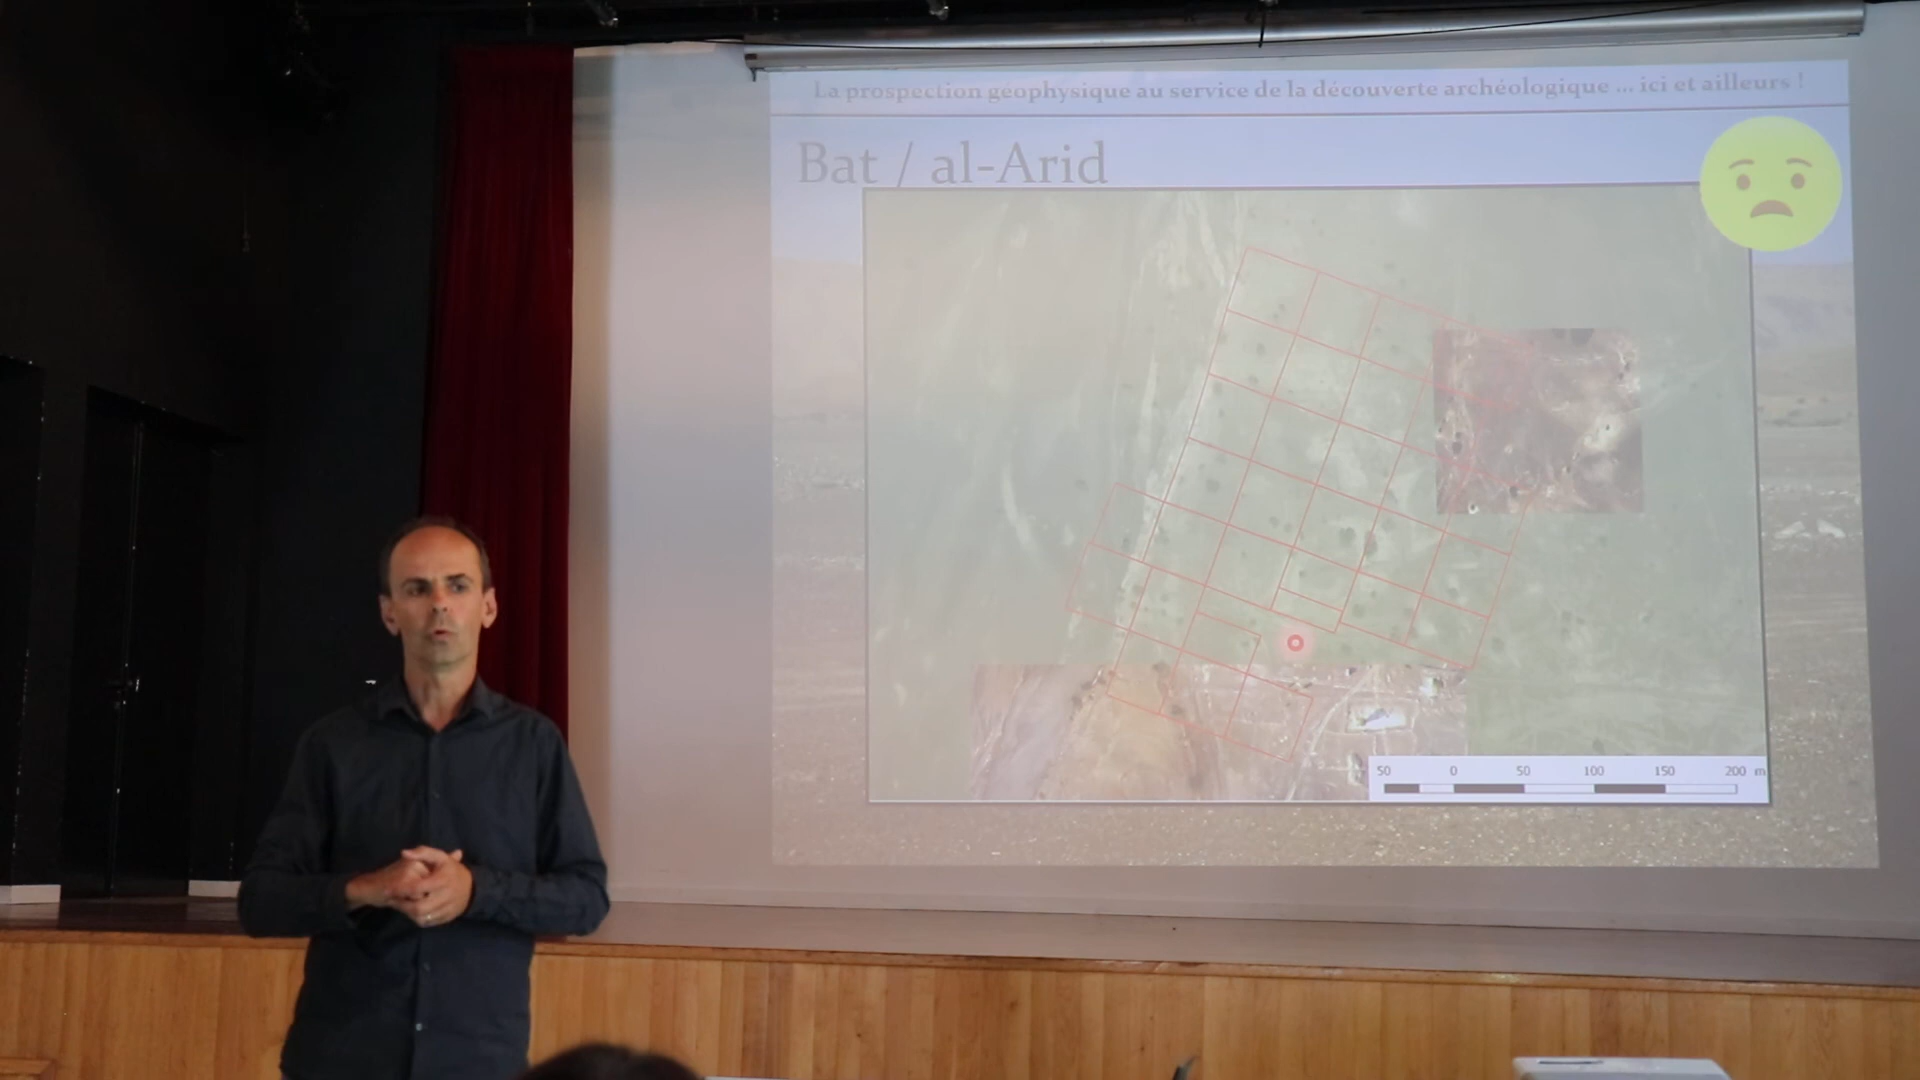 La prospection géophysique au service de la découverte archéologique ... ici et ailleurs !
Bat / al-Arid
50 0 50 100 150 200 m